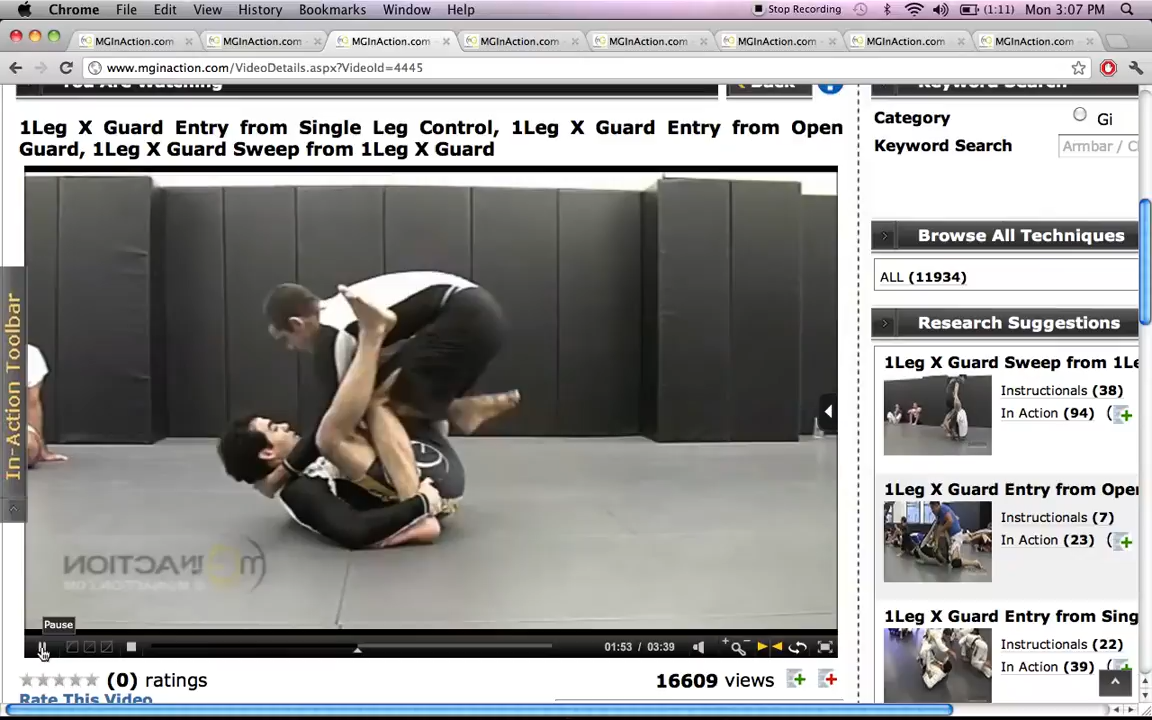 Chrome File Edit View History Bookmarks Window Help Stop Recording (1:11) Mon 3:07 PM
MGInAction.com MGInAction.com MGInAction.com MGInAction.com MGInAction.com MGInAction.com MGInAction.com MGInAction.com
www.mginaction.com/VideoDetails.aspx?VideoId=4445
You Are Watching Back
Keyword Search
1Leg X Guard Entry from Single Leg Control, 1Leg X Guard Entry from Open
Guard, 1Leg X Guard Sweep from 1Leg X Guard
Category Gi
Keyword Search Armbar / C
In-Action Toolbar
Browse All Techniques
ALL (11934)
Research Suggestions
1Leg X Guard Sweep from 1Le
Instructionals (38)
In Action (94) (
1Leg X Guard Entry from Ope
Instructionals (7)
In Action (23) (
1Leg X Guard Entry from Sing
Instructionals (22)
In Action (39) (
MG INACTION
Pause
01:53 / 03:39
(0) ratings 16609 views
Rate This Video